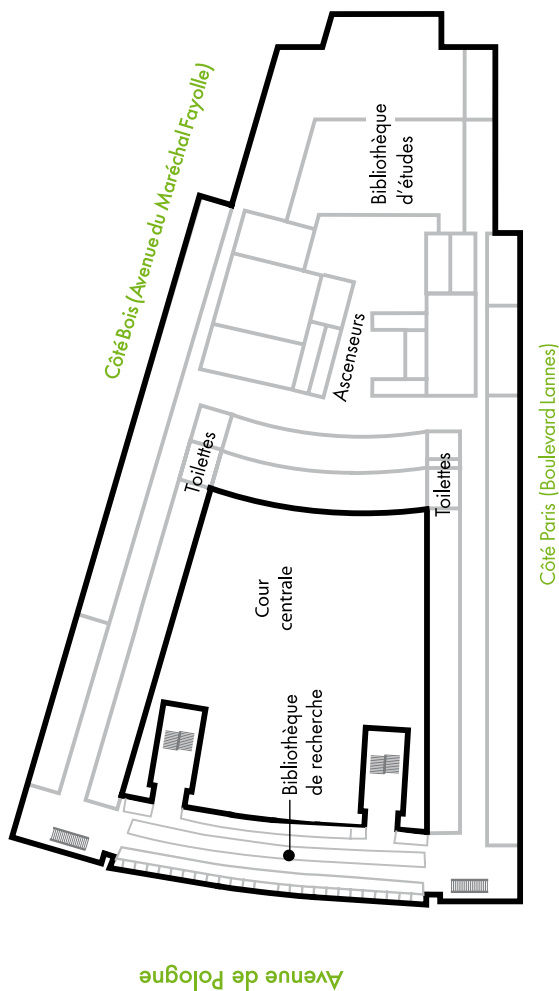 Côté Bois (Avenue du Maréchal Fayolle)
Bibliothèque
d'études
Ascenseurs
Toilettes
Toilettes
Côté Paris (Boulevard Lannes)
Cour
centrale
Bibliothèque
de recherche
Avenue de Pologne